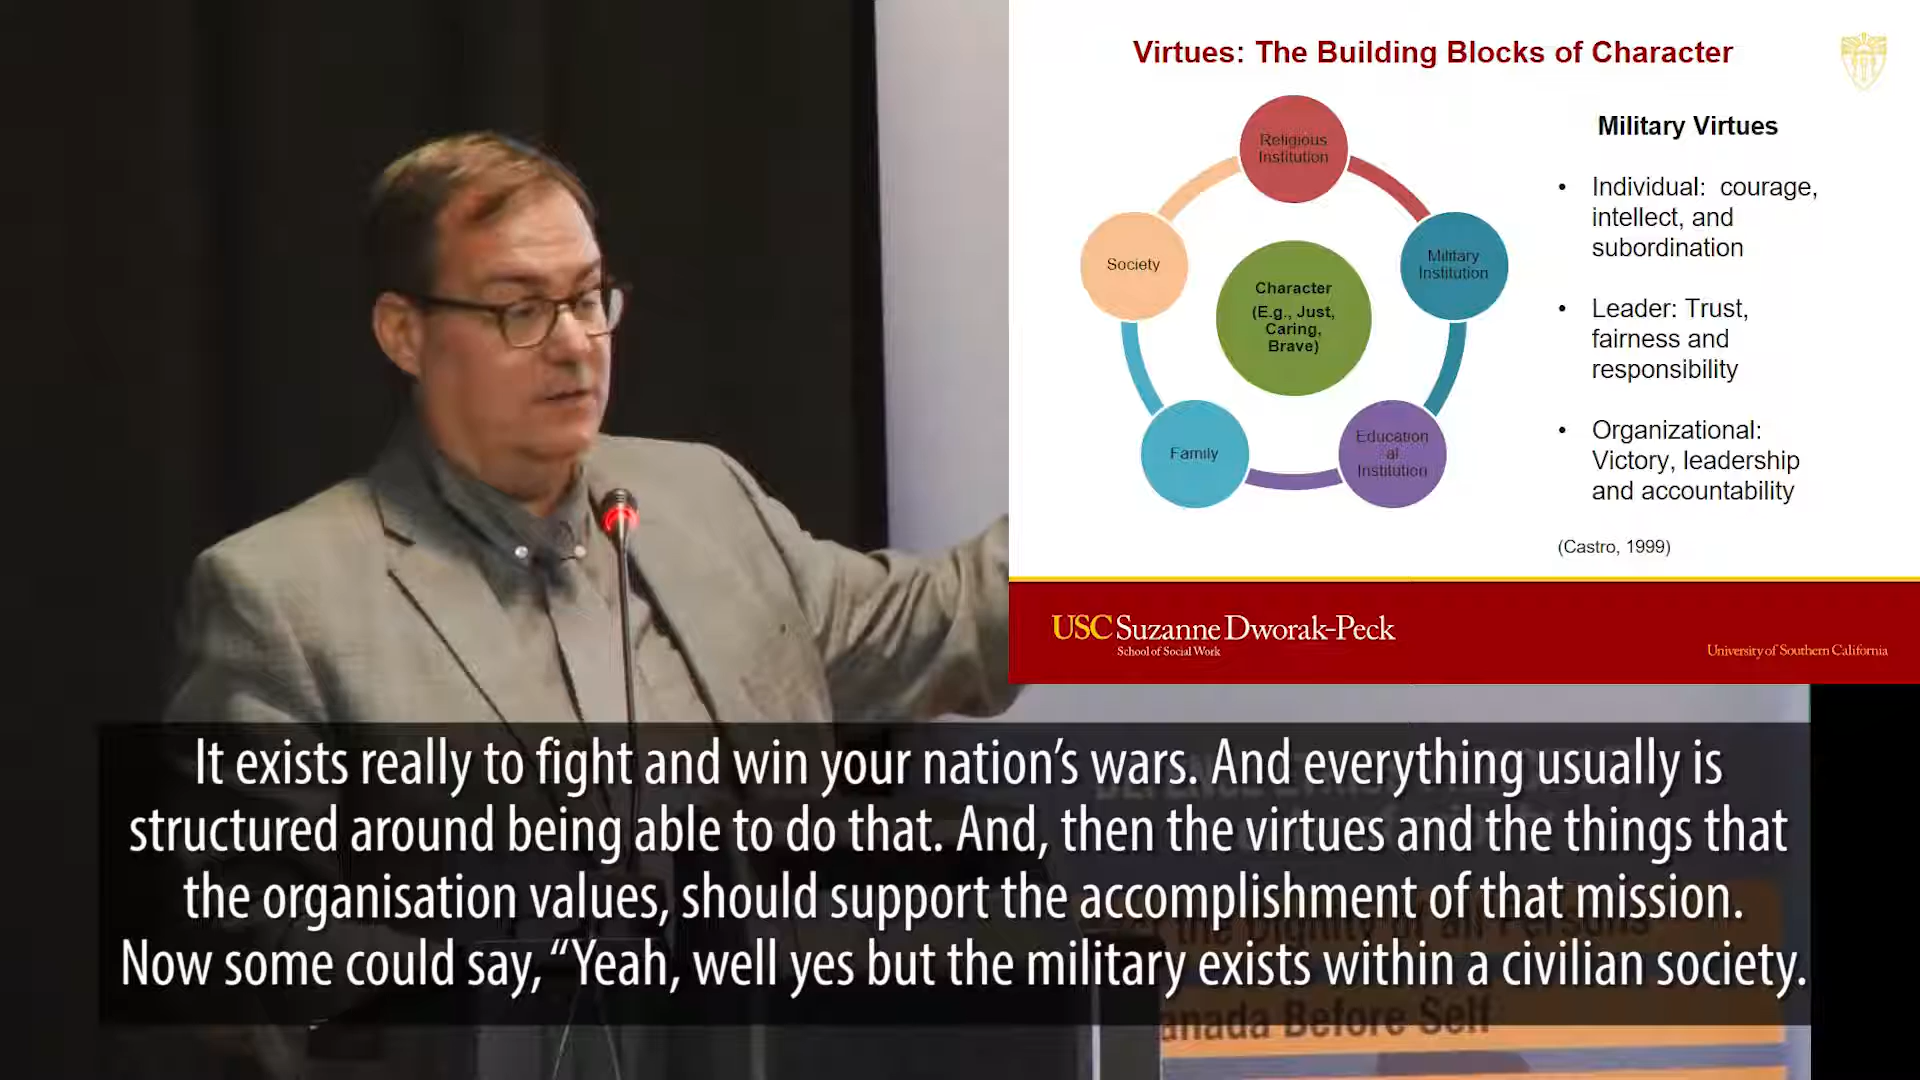 Virtues: The Building Blocks of Character
Religious
Institution
Society
Military
Institution
Character
(E.g., Just,
Caring,
Brave)
Family
Education
al
Institution
Military Virtues
• Individual: courage,
intellect, and
subordination
• Leader: Trust,
fairness and
responsibility
• Organizational:
Victory, leadership
and accountability
(Castro, 1999)
USC Suzanne Dworak-Peck
School of Social Work
University of Southern California
It exists really to fight and win your nation’s wars. And everything usually is
structured around being able to do that. And, then the virtues and the things that
the organisation values, should support the accomplishment of that mission.
Now some could say, “Yeah, well yes but the military exists within a civilian society.
the Dignity of all Persons
Before Self